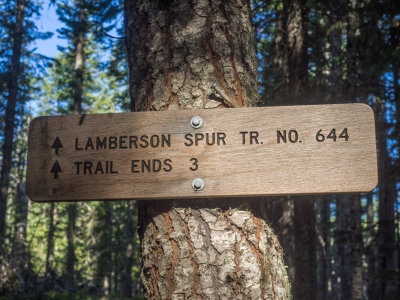 ↑ LAMBERSON SPUR TR. NO. 644
↑ TRAIL ENDS 3